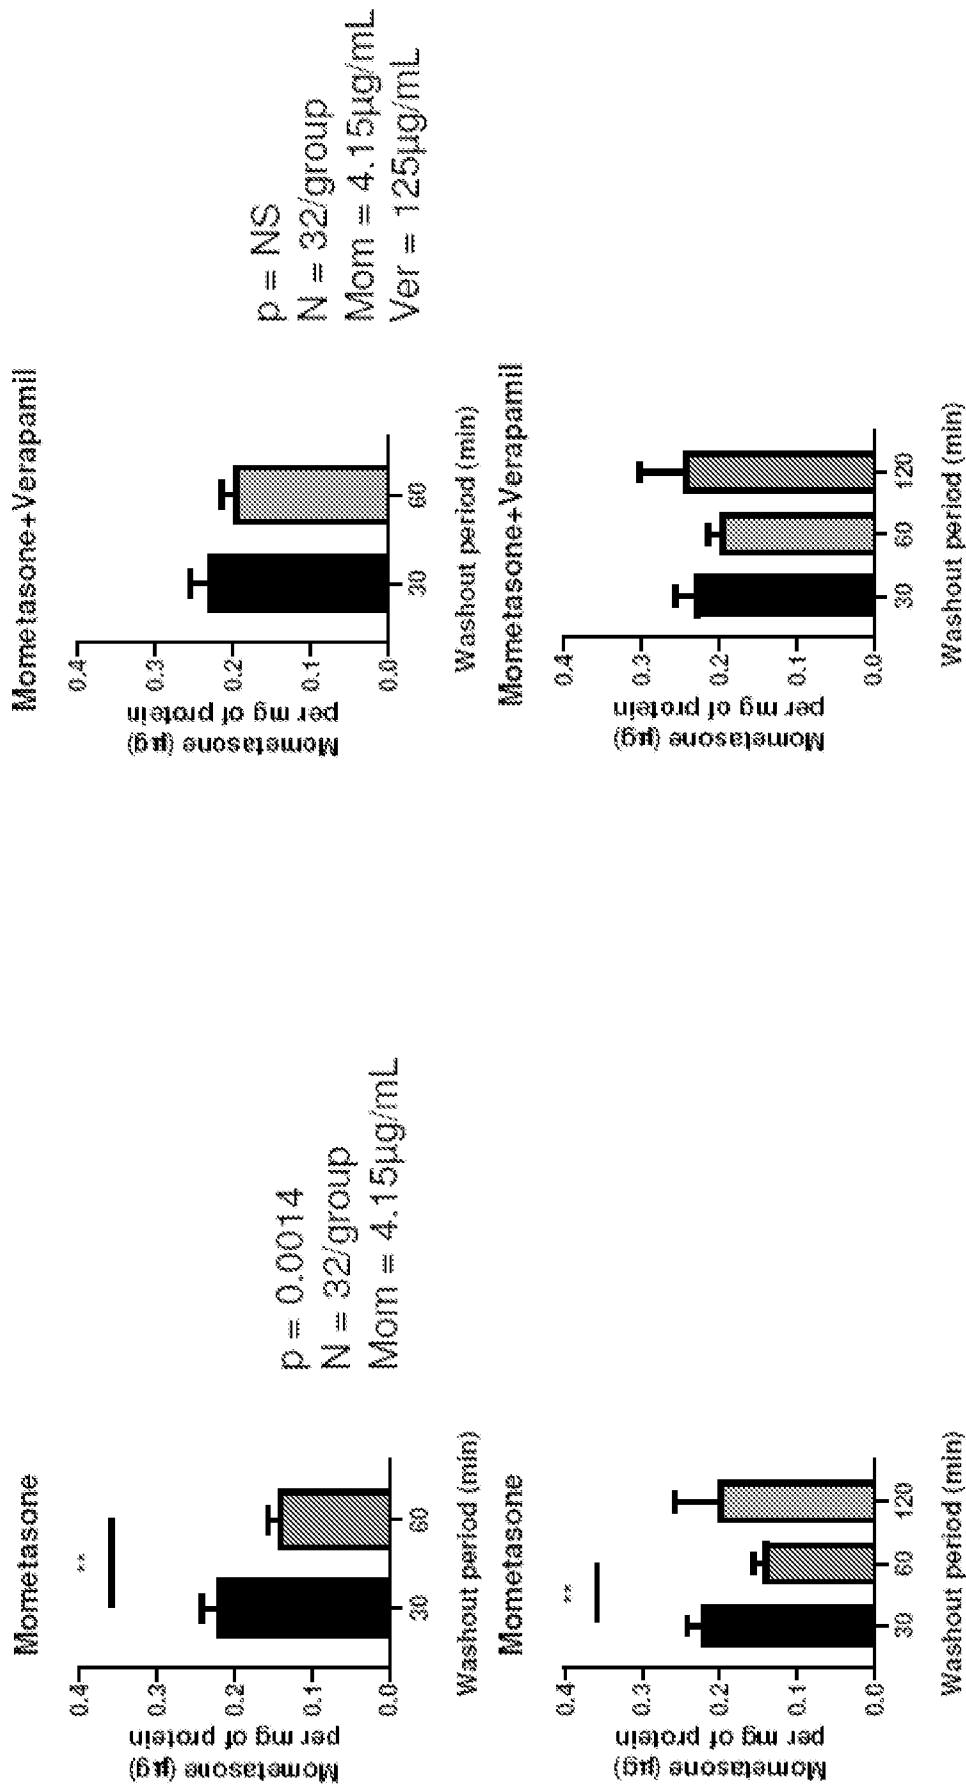 Mometasone
Mometasone (µg)
per mg of protein
0.4
0.3
0.2
0.1
0.0
**
30
60
Washout period (min)
p = 0.0014
N = 32/group
Mom = 4.15µg/mL
Mometasone+Verapamil
Mometasone (µg)
per mg of protein
0.4
0.3
0.2
0.1
0.0
30
60
Washout period (min)
p = NS
N = 32/group
Mom = 4.15µg/mL
Ver = 125µg/mL
Mometasone
Mometasone (µg)
per mg of protein
0.4
0.3
0.2
0.1
0.0
**
30
60
120
Washout period (min)
Mometasone+Verapamil
Mometasone (µg)
per mg of protein
0.4
0.3
0.2
0.1
0.0
30
60
120
Washout period (min)